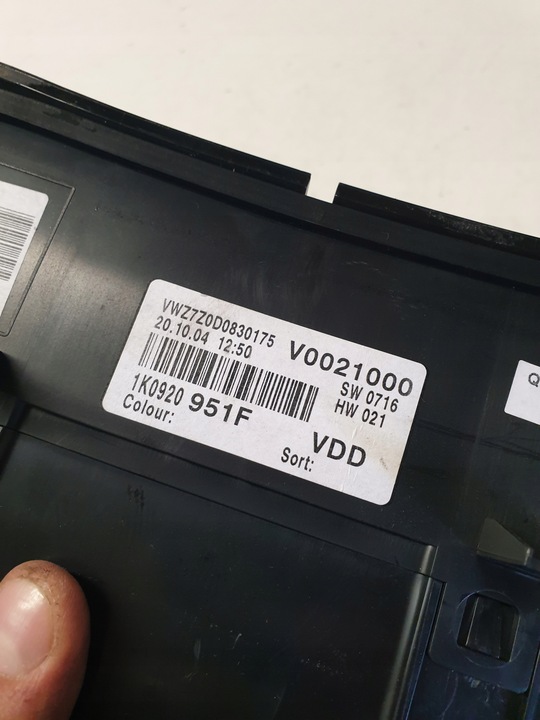 VWZ7Z0D0830175
20.10.04 12:50
V0021000
SW 0716
HW 021
1K0920 951F
Colour:
Sort: VDD
Q